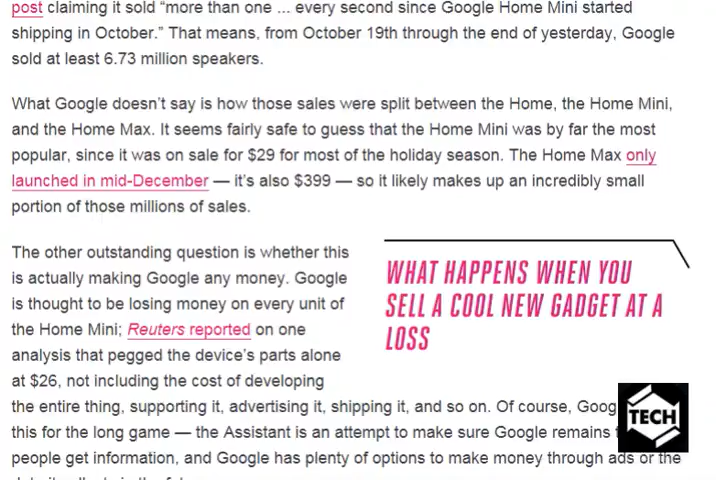 post claiming it sold “more than one ... every second since Google Home Mini started
shipping in October.” That means, from October 19th through the end of yesterday, Google
sold at least 6.73 million speakers.
What Google doesn’t say is how those sales were split between the Home, the Home Mini,
and the Home Max. It seems fairly safe to guess that the Home Mini was by far the most
popular, since it was on sale for $29 for most of the holiday season. The Home Max only
launched in mid-December — it’s also $399 — so it likely makes up an incredibly small
portion of those millions of sales.
The other outstanding question is whether this
is actually making Google any money. Google
is thought to be losing money on every unit of
the Home Mini; Reuters reported on one
analysis that pegged the device’s parts alone
at $26, not including the cost of developing
WHAT HAPPENS WHEN YOU
SELL A COOL NEW GADGET AT A
LOSS
the entire thing, supporting it, advertising it, shipping it, and so on. Of course, Goog
this for the long game — the Assistant is an attempt to make sure Google remains
people get information, and Google has plenty of options to make money through ads or the
TECH